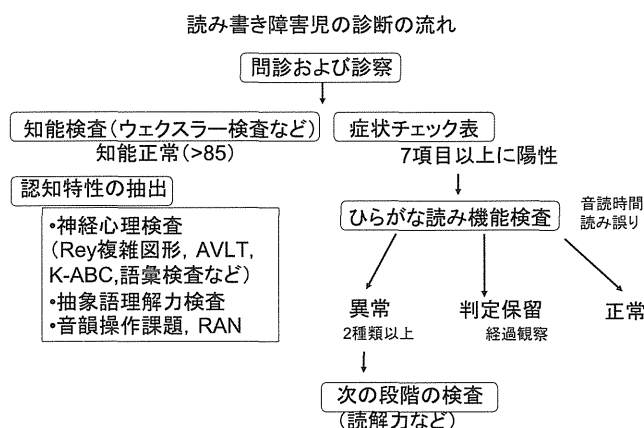 読み書き障害児の診断の流れ
問診および診察
知能検査(ウェクスラー検査など)
知能正常(>85)
症状チェック表
7項目以上に陽性
認知特性の抽出
•神経心理検査
(Rey複雑図形, AVLT,
K-ABC,語彙検査など)
•抽象語理解力検査
•音韻操作課題, RAN
ひらがな読み機能検査
音読時間
読み誤り
異常
2種類以上
判定保留
経過観察
正常
次の段階の検査
(読解力など)